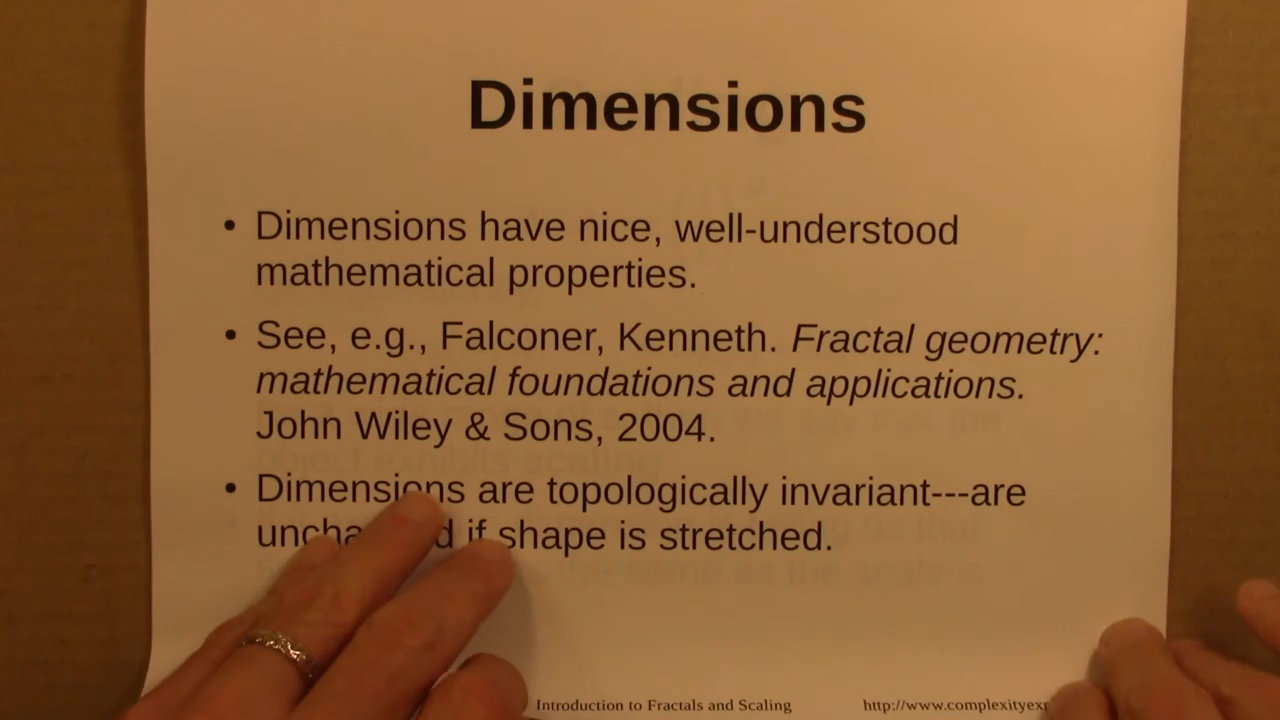 Dimensions
• Dimensions have nice, well-understood
mathematical properties.
• See, e.g., Falconer, Kenneth. Fractal geometry:
mathematical foundations and applications.
John Wiley & Sons, 2004.
• Dimensions are topologically invariant---are
if shape is stretched.
Introduction to Fractals and Scaling